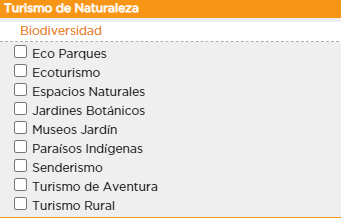 Turismo de Naturaleza
Biodiversidad
Eco Parques
Ecoturismo
Espacios Naturales
Jardines Botánicos
Museos Jardín
Paraísos Indígenas
Senderismo
Turismo de Aventura
Turismo Rural